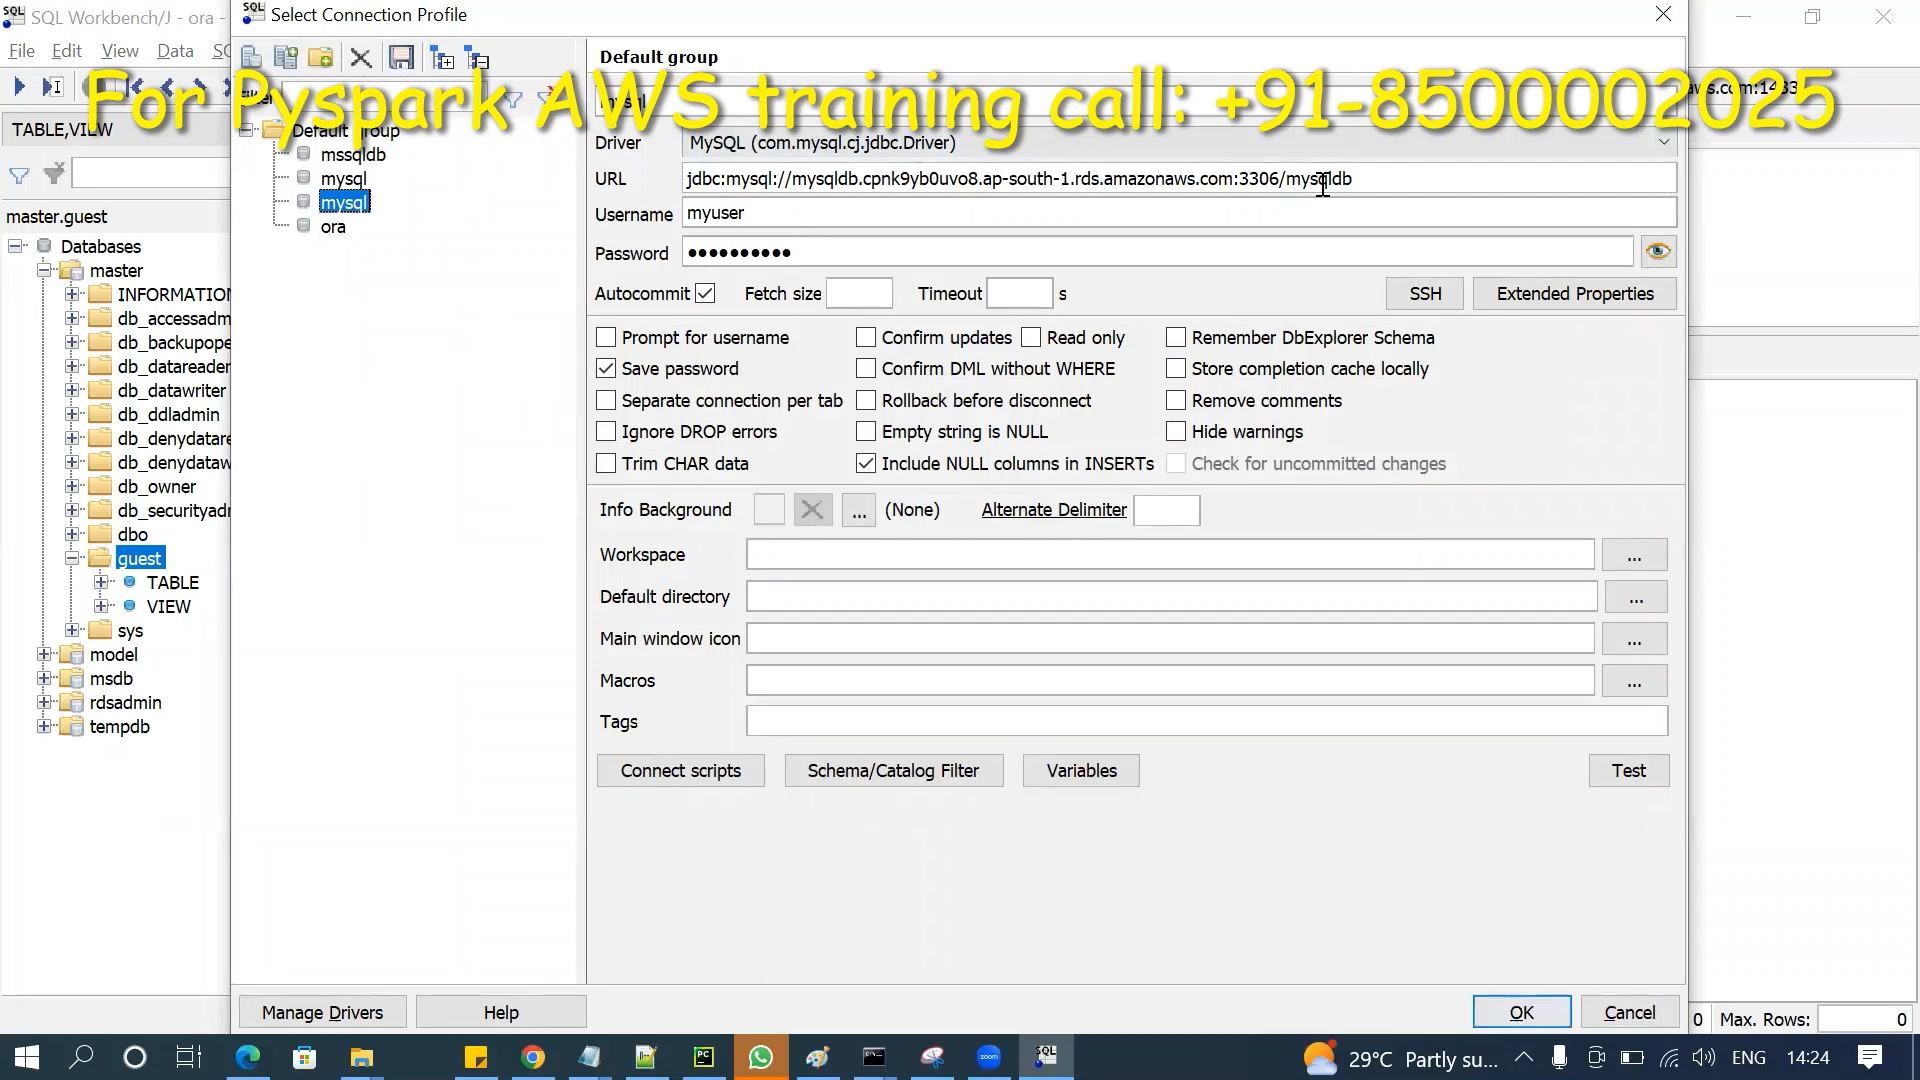 SQL Workbench/J - ora -
Select Connection Profile
File Edit View Data
Default group
For Pyspark AWS training call: +91-8500002025
TABLE,VIEW
Default group
mssqldb
mysql
mysql
ora
master.guest
Databases
master
INFORMATION
db_accessadm
db_backupope
db_datareader
db_datawriter
db_ddladmin
db_denydatare
db_denydataw
db_owner
db_securityadr
dbo
guest
TABLE
VIEW
sys
model
msdb
rdsadmin
tempdb
Driver MySQL (com.mysql.cj.jdbc.Driver)
URL jdbc:mysql://mysqldb.cpnk9yb0uvo8.ap-south-1.rds.amazonaws.com:3306/mysqldb
Username myuser
Password
Autocommit Fetch size Timeout s SSH Extended Properties
Prompt for username Confirm updates Read only Remember DbExplorer Schema
Save password Confirm DML without WHERE Store completion cache locally
Separate connection per tab Rollback before disconnect Remove comments
Ignore DROP errors Empty string is NULL Hide warnings
Trim CHAR data Include NULL columns in INSERTs Check for uncommitted changes
Info Background ... (None) Alternate Delimiter
Workspace ...
Default directory ...
Main window icon ...
Macros ...
Tags
Connect scripts Schema/Catalog Filter Variables Test
Manage Drivers Help OK Cancel
0 Max. Rows: 0
29°C Partly su... ENG 14:24